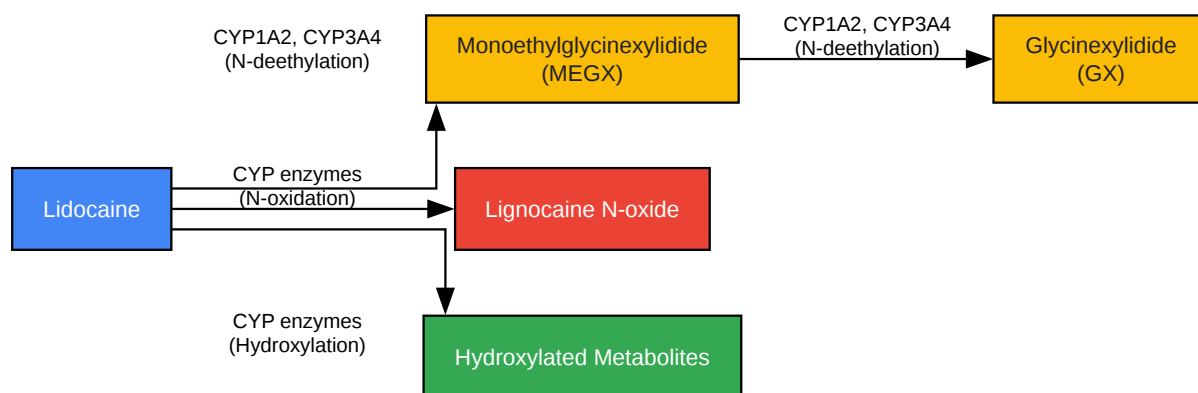 CYP1A2, CYP3A4
(N-deethylation)
Monoethylglycinexylidide
(MEGX)
CYP1A2, CYP3A4
(N-deethylation)
Glycinexylidide
(GX)
Lidocaine
CYP enzymes
(N-oxidation)
Lignocaine N-oxide
CYP enzymes
(Hydroxylation)
Hydroxylated Metabolites